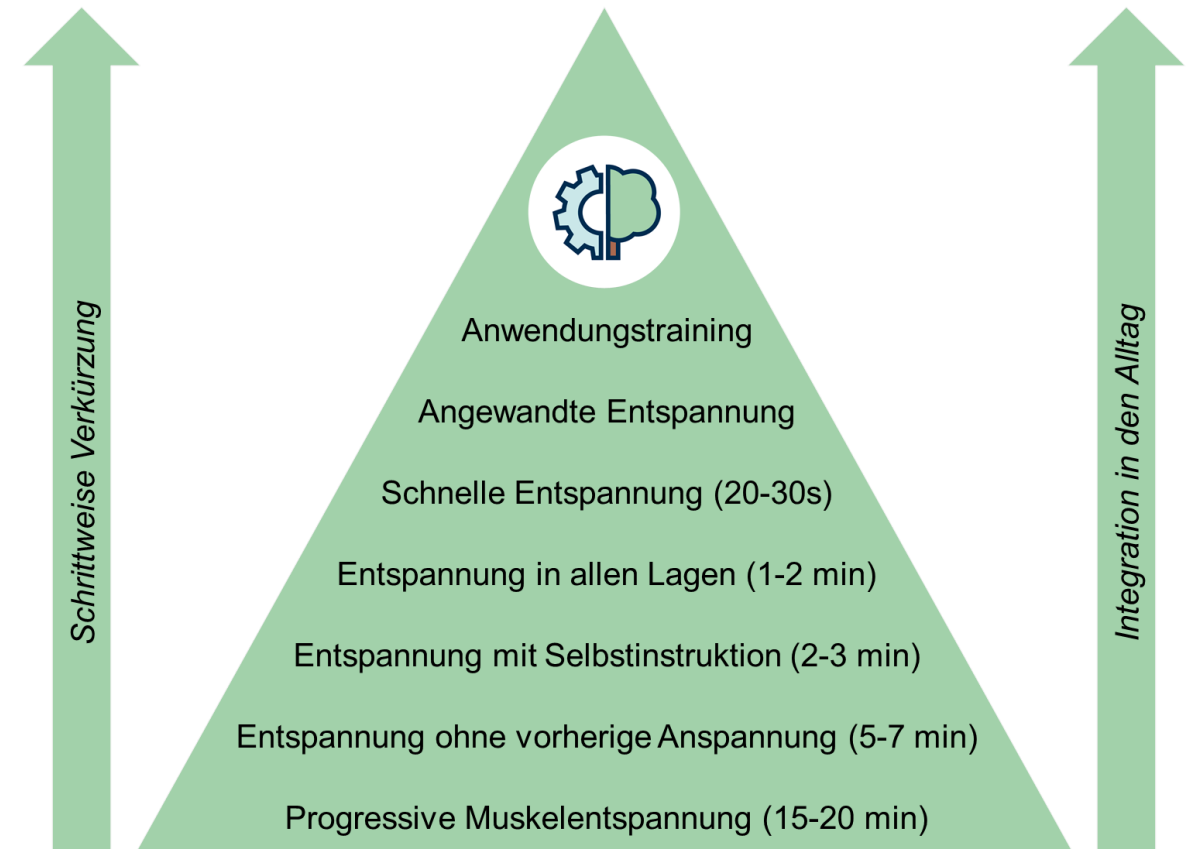 Schrittweise Verkürzung
Anwendungstraining
Angewandte Entspannung
Schnelle Entspannung (20-30s)
Entspannung in allen Lagen (1-2 min)
Entspannung mit Selbstinstruktion (2-3 min)
Entspannung ohne vorherige Anspannung (5-7 min)
Progressive Muskelentspannung (15-20 min)
Integration in den Alltag